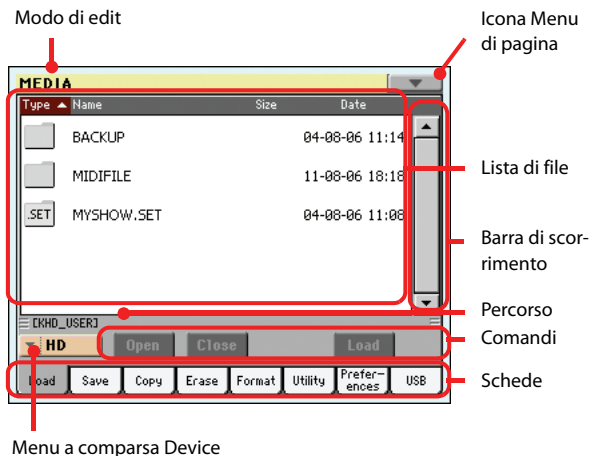 Modo di edit
Icona Menu
di pagina
MEDIA
Type Name Size Date
BACKUP 04-08-06 11:14
MIDIFILE 11-08-06 18:18
.SET MYSHOW.SET 04-08-06 11:08
Lista di file
Barra di scor-
rimento
[KHD_USER]
Percorso
HD Open Close Load
Comandi
Load Save Copy Erase Format Utility Prefer-
ences USB
Schede
Menu a comparsa Device